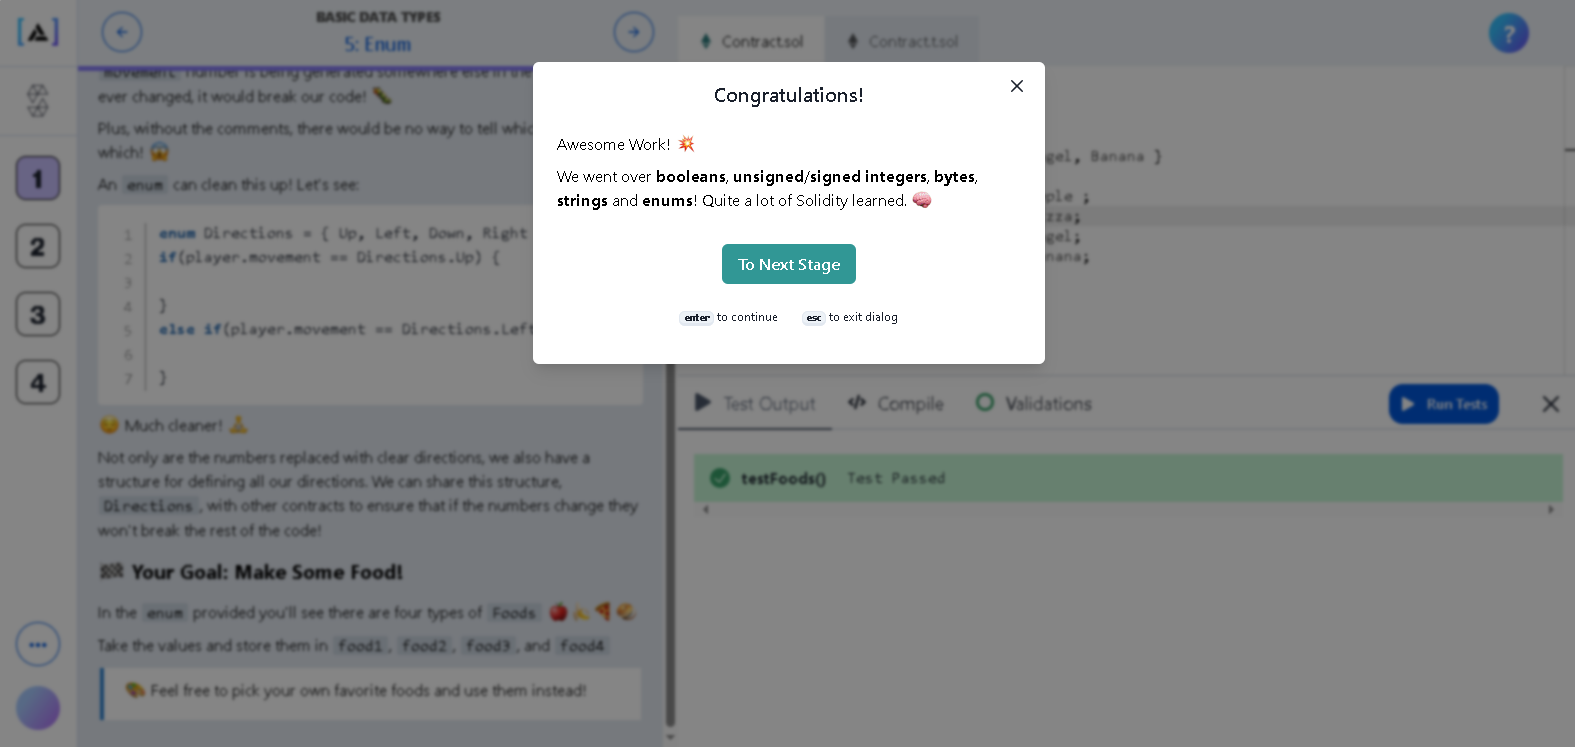 BASIC DATA TYPES
5: Enum
movement number is being generated somewhere else in the
ever changed, it would break our code!
Plus, without the comments, there would be no way to tell
which!
An enum can clean this up! Let's see:
1 enum Directions = { Up, Left, Down, Right
2 if(player.movement == Directions.Up) {
3
4 }
5 else if(player.movement == Directions.Left
6
7 }
Much cleaner!
Not only are the numbers replaced with clear directions, we also have a
structure for defining all our directions. We can share this structure,
Directions, with other contracts to ensure that if the numbers change they
won't break the rest of the code!
Your Goal: Make Some Food!
In the enum provided you'll see there are four types of Foods
Take the values and store them in food1, food2, food3, and food4
Feel free to pick your own favorite foods and use them instead!
1
2
3
4
Contract.sol
Contract.t.sol
?
gel, Banana }
ple ;
zza;
gel;
nana;
Congratulations!
Awesome Work!
We went over booleans, unsigned/signed integers, bytes,
strings and enums! Quite a lot of Solidity learned.
To Next Stage
enter to continue esc to exit dialog
Test Output
Compile
Validations
Run Tests
testFoods() Test Passed